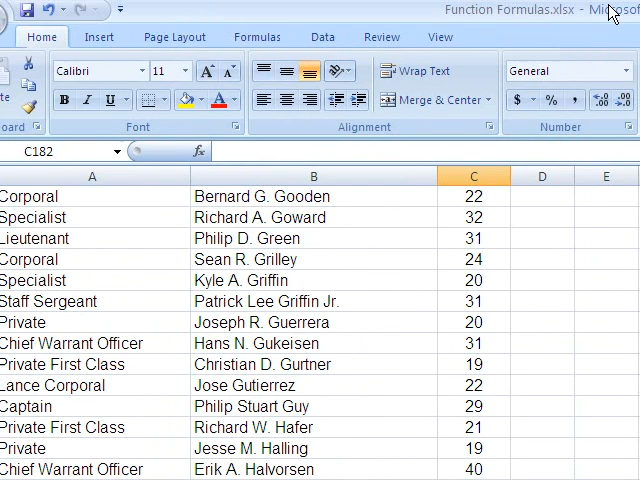 Function Formulas.xlsx - Microsof
Home Insert Page Layout Formulas Data Review View
Calibri 11 A A Wrap Text General
B I U A Merge & Center $ % , .00 .0 .00
oard Font Alignment Number
C182 fx
A B C D E
Corporal Bernard G. Gooden 22
Specialist Richard A. Goward 32
Lieutenant Philip D. Green 31
Corporal Sean R. Grilley 24
Specialist Kyle A. Griffin 20
Staff Sergeant Patrick Lee Griffin Jr. 31
Private Joseph R. Guerrera 20
Chief Warrant Officer Hans N. Gukeisen 31
Private First Class Christian D. Gurtner 19
Lance Corporal Jose Gutierrez 22
Captain Philip Stuart Guy 29
Private First Class Richard W. Hafer 21
Private Jesse M. Halling 19
Chief Warrant Officer Erik A. Halvorsen 40